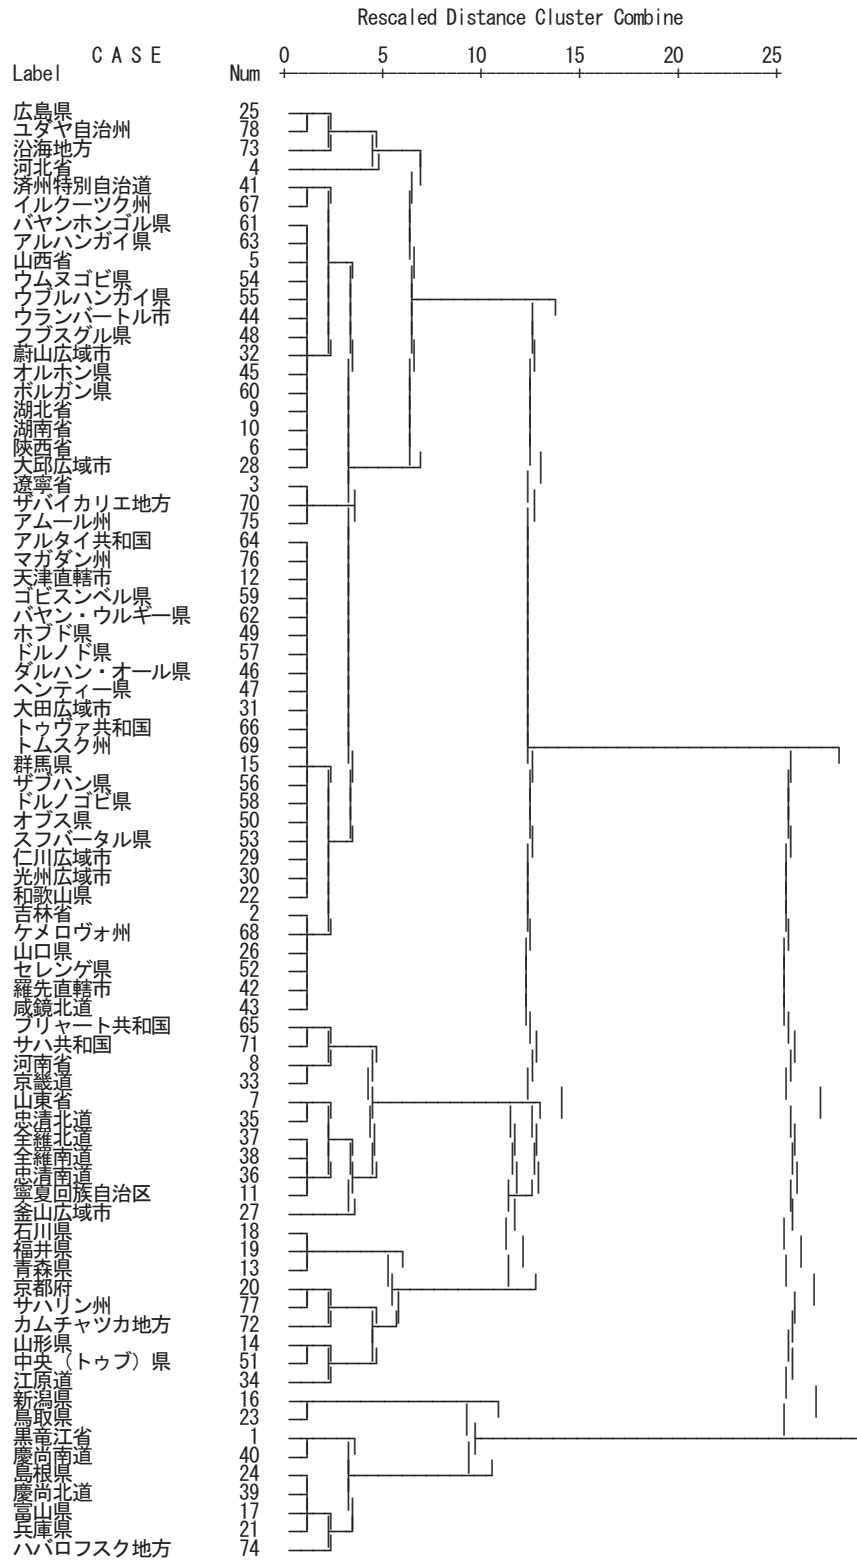 Rescaled Distance Cluster Combine
C A S E 0 5 10 15 20 25
Label Num
広島県 25
ユダヤ自治州 78
沿海地方 73
河北省 4
済州特別自治道 41
イルクーツク州 67
バヤンホンゴル県 61
アルハンガイ県 63
山西省 5
ウムヌゴビ県 54
ウブルハンガイ県 55
ウランバートル市 44
フブスグル県 48
蔚山広域市 32
オルホン県 45
ボルガン県 60
湖北省 9
湖南省 10
陝西省 6
大邱広域市 28
遼寧省 3
ザバイカリエ地方 70
アムール州 75
アルタイ共和国 64
マガダン州 76
天津直轄市 12
ゴビスンベル県 59
バヤン・ウルギー県 62
ホブド県 49
ドルノド県 57
ダルハン・オール県 46
ヘンティー県 47
大田広域市 31
トゥヴァ共和国 66
トムスク州 69
群馬県 15
ザブハン県 56
ドルノゴビ県 58
オブス県 50
スフバータル県 53
仁川広域市 29
光州広域市 30
和歌山県 22
吉林省 2
ケメロヴォ州 68
山口県 26
セレンゲ県 52
羅先直轄市 42
咸鏡北道 43
ブリャート共和国 65
サハ共和国 71
河南省 8
京畿道 33
山東省 7
忠清北道 35
全羅北道 37
全羅南道 38
忠清南道 36
寧夏回族自治区 11
釜山広域市 27
石川県 18
福井県 19
青森県 13
京都府 20
サハリン州 77
カムチャツカ地方 72
山形県 14
中央（トゥブ）県 51
江原道 34
新潟県 16
鳥取県 23
黒竜江省 1
慶尚南道 40
島根県 24
慶尚北道 39
富山県 17
兵庫県 21
ハバロフスク地方 74